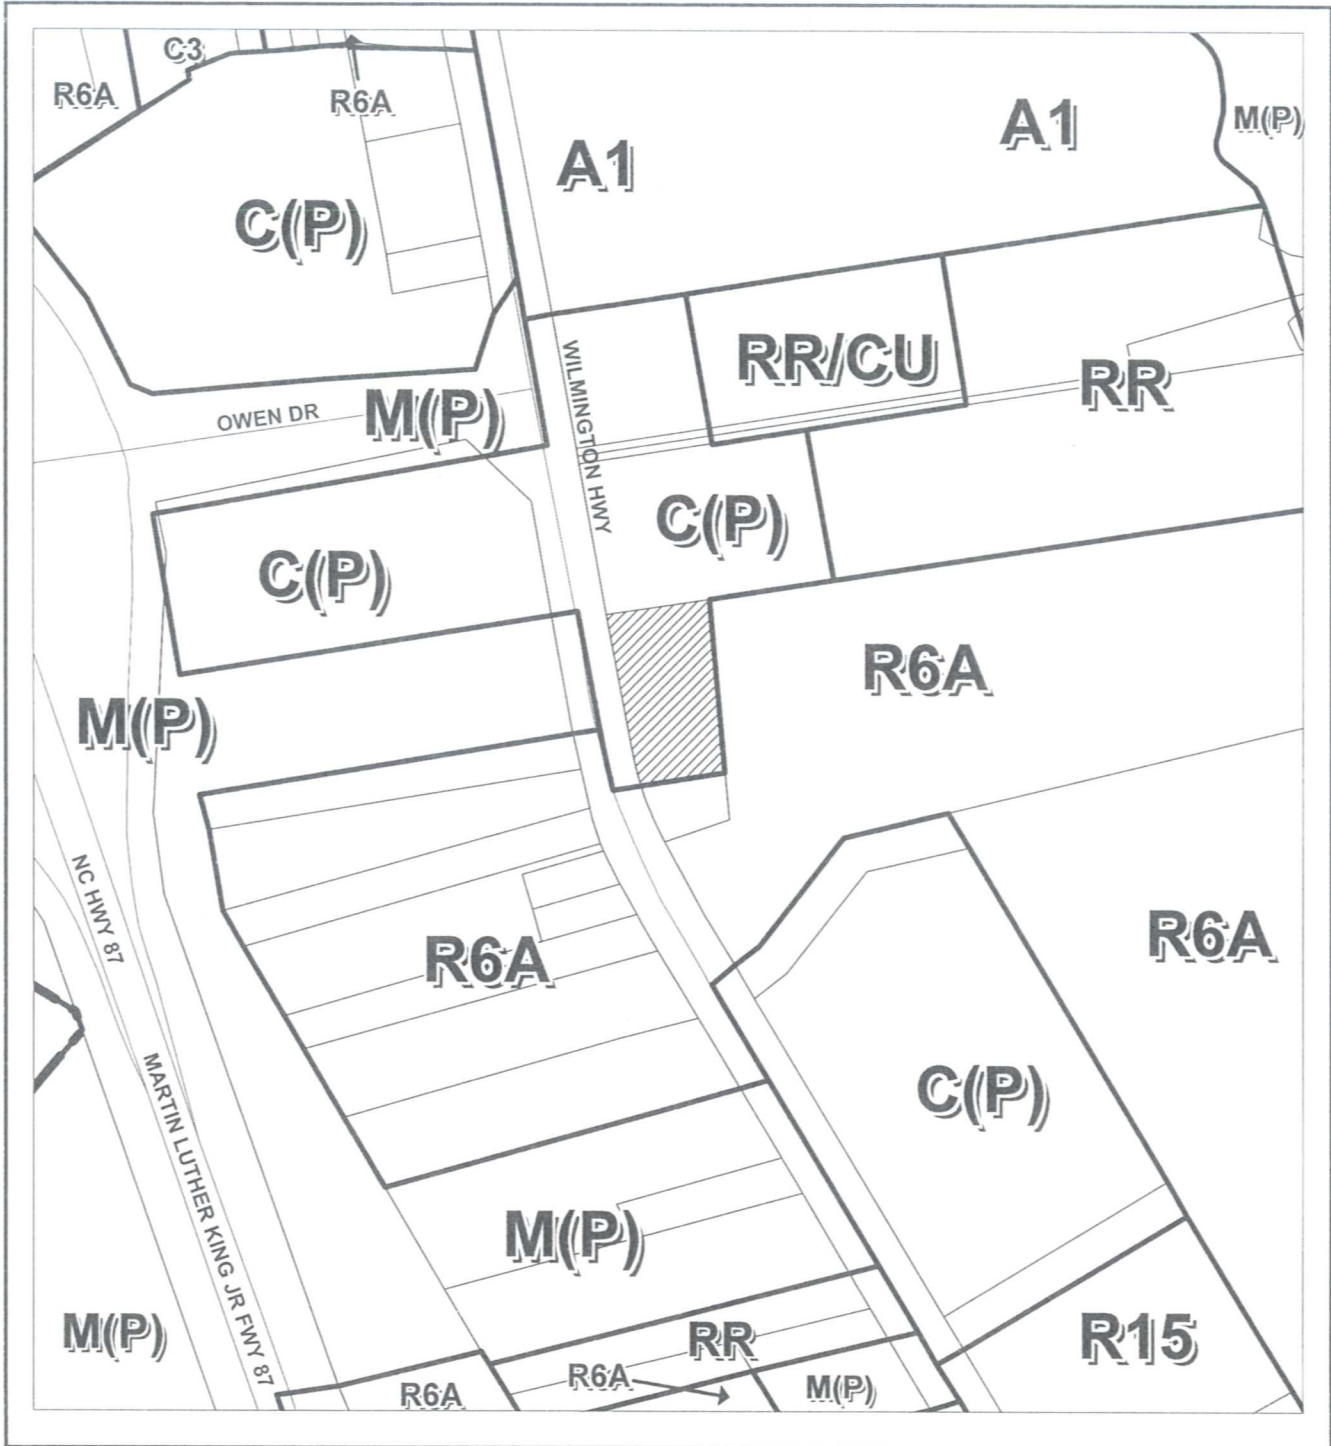 C3
R6A
R6A
A1
A1
M(P)
C(P)
WILMINGTON HWY
RR/CU
RR
OWEN DR
M(P)
C(P)
C(P)
R6A
M(P)
NC HWY 87
R6A
R6A
MARTIN LUTHER KING JR FWY 87
C(P)
M(P)
M(P)
RR
R15
R6A
R6A
M(P)